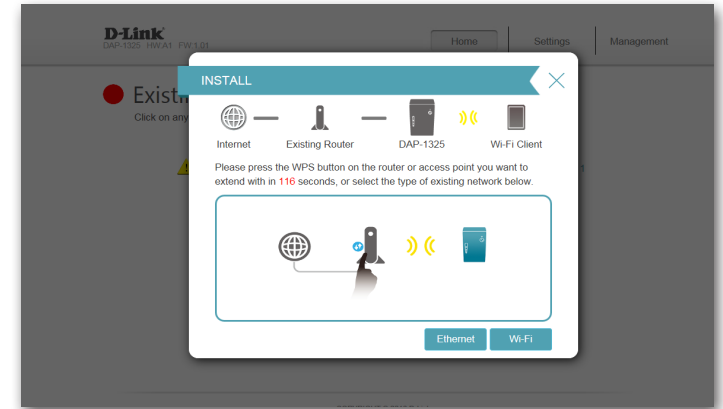 D-Link
DAP-1325 HW:A1 FW:1.01
Home
Settings
Management
INSTALL
Click on any
Internet
Existing Router
DAP-1325
Wi-Fi Client
Please press the WPS button on the router or access point you want to
extend with in 116 seconds, or select the type of existing network below.
Ethernet
Wi-Fi